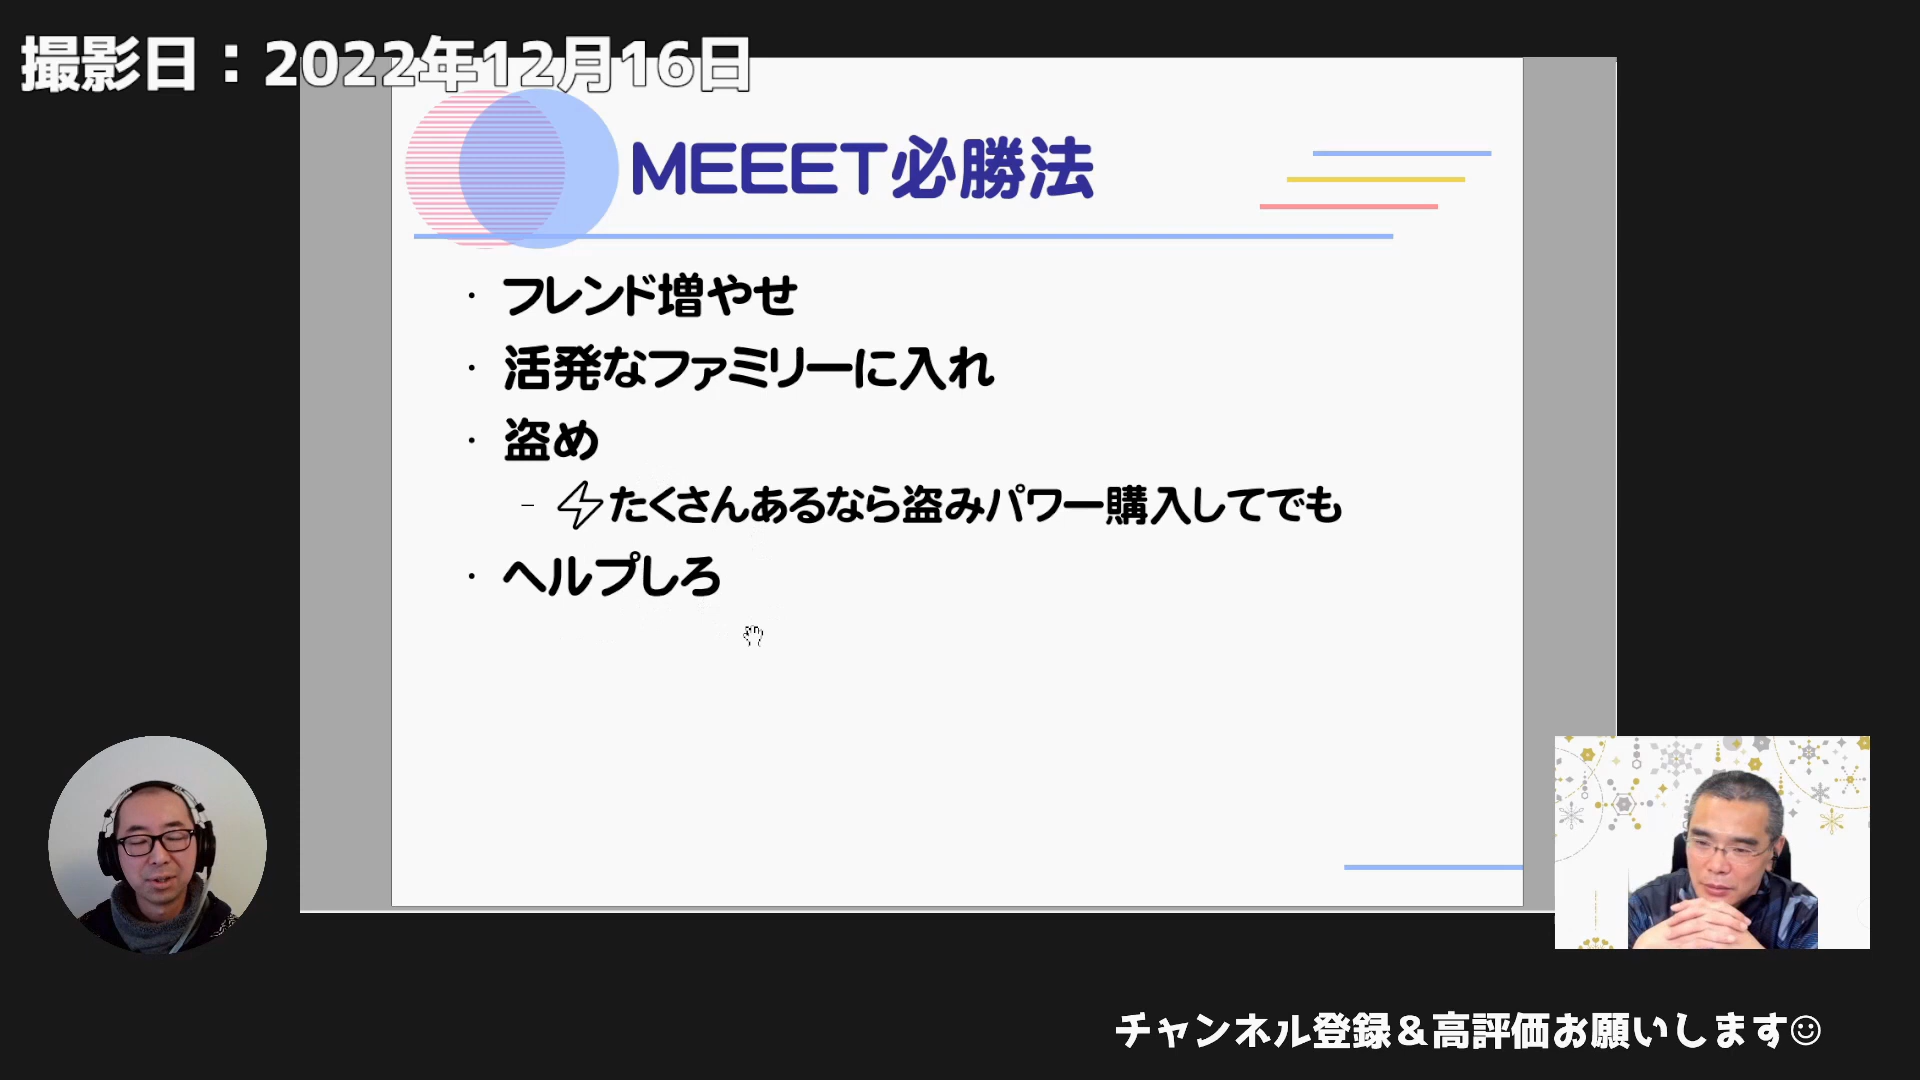 撮影日：2022年12月16日
MEEET必勝法
・ フレンド増やせ
・ 活発なファミリーに入れ
・ 盗め
– ⚡たくさんあるなら盗みパワー購入してでも
・ ヘルプしろ
チャンネル登録＆高評価お願いします☺